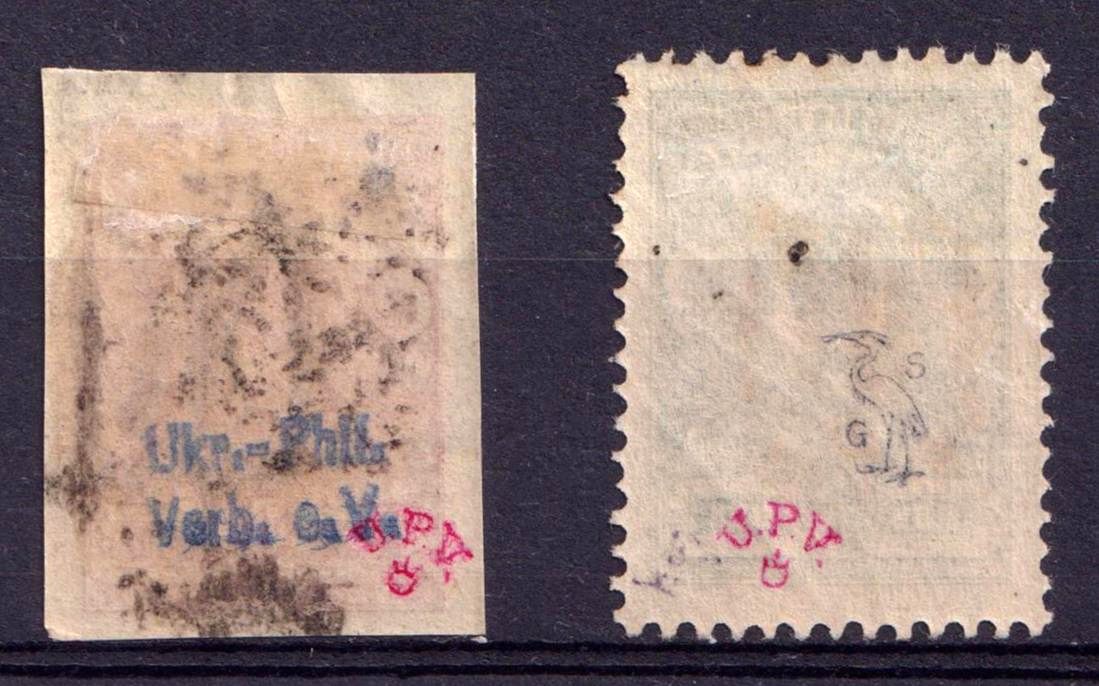 Ukr.-Phil.
Verb. e. V.
U.P.V.
Ü
S
G
U.P.V.
Ü